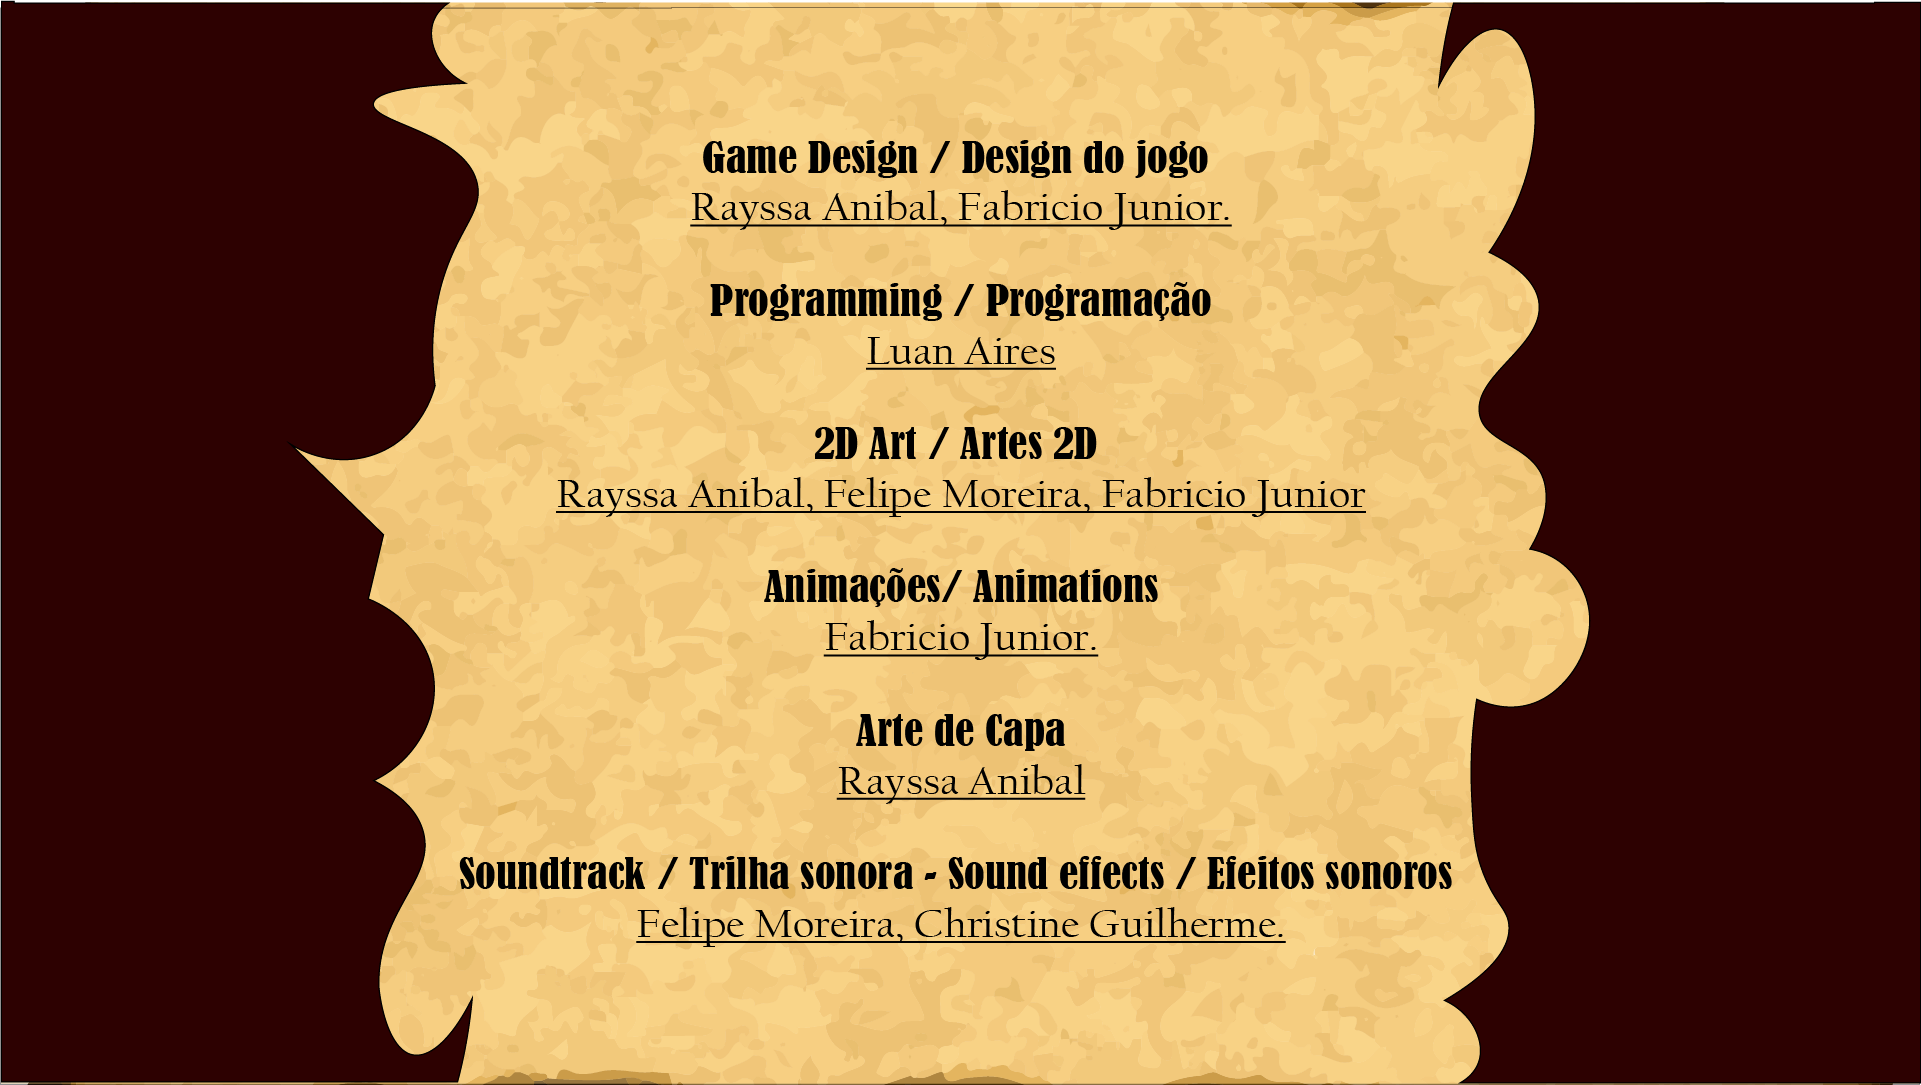 Game Design / Design do jogo
Rayssa Anibal, Fabricio Junior.
Programming / Programação
Luan Aires
2D Art / Artes 2D
Rayssa Anibal, Felipe Moreira, Fabricio Junior
Animações/ Animations
Fabricio Junior.
Arte de Capa
Rayssa Anibal
Soundtrack / Trilha sonora - Sound effects / Efeitos sonoros
Felipe Moreira, Christine Guilherme.